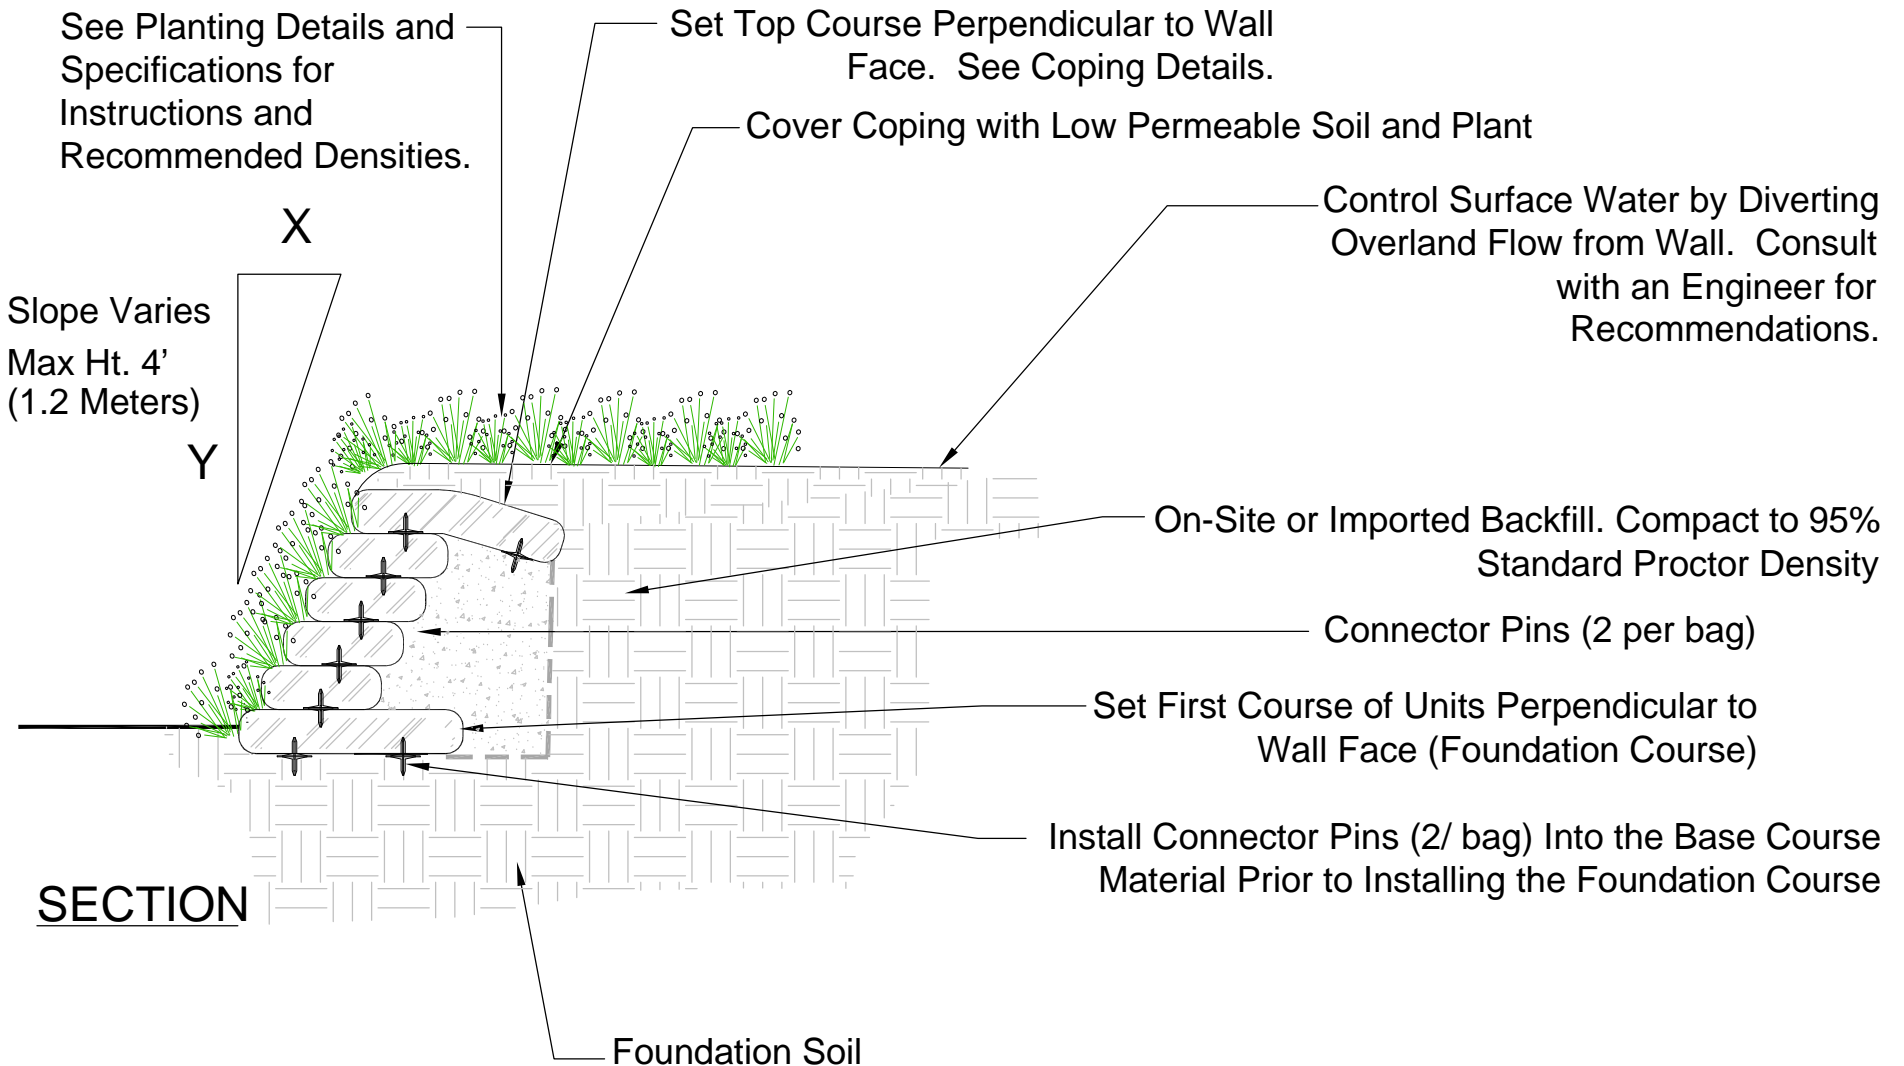 See Planting Details and
Specifications for
Instructions and
Recommended Densities.
Set Top Course Perpendicular to Wall
Face.  See Coping Details.
Cover Coping with Low Permeable Soil and Plant
Control Surface Water by Diverting
Overland Flow from Wall.  Consult
with an Engineer for
Recommendations.
X
Slope Varies
Max Ht. 4’
(1.2 Meters)
Y
On-Site or Imported Backfill. Compact to 95%
Standard Proctor Density
Connector Pins (2 per bag)
Set First Course of Units Perpendicular to
Wall Face (Foundation Course)
Install Connector Pins (2/ bag) Into the Base Course
Material Prior to Installing the Foundation Course
SECTION
Foundation Soil